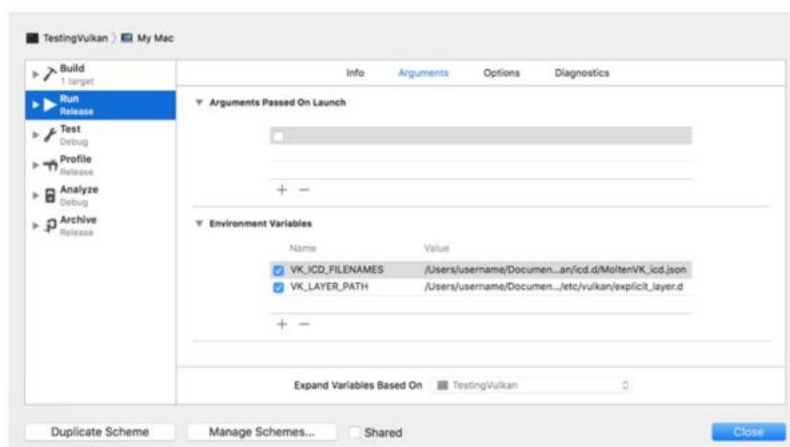 TestingVulkan 〉 My Mac
Build
1 target
Run
Release
Test
Debug
Profile
Release
Analyze
Debug
Archive
Release
Info Arguments Options Diagnostics
Arguments Passed On Launch
+ −
Environment Variables
Name Value
VK_ICD_FILENAMES /Users/username/Documen...an/icd.d/MoltenVK_icd.json
VK_LAYER_PATH /Users/username/Documen.../etc/vulkan/explicit_layer.d
+ −
Expand Variables Based On TestingVulkan
Duplicate Scheme Manage Schemes... Shared Close